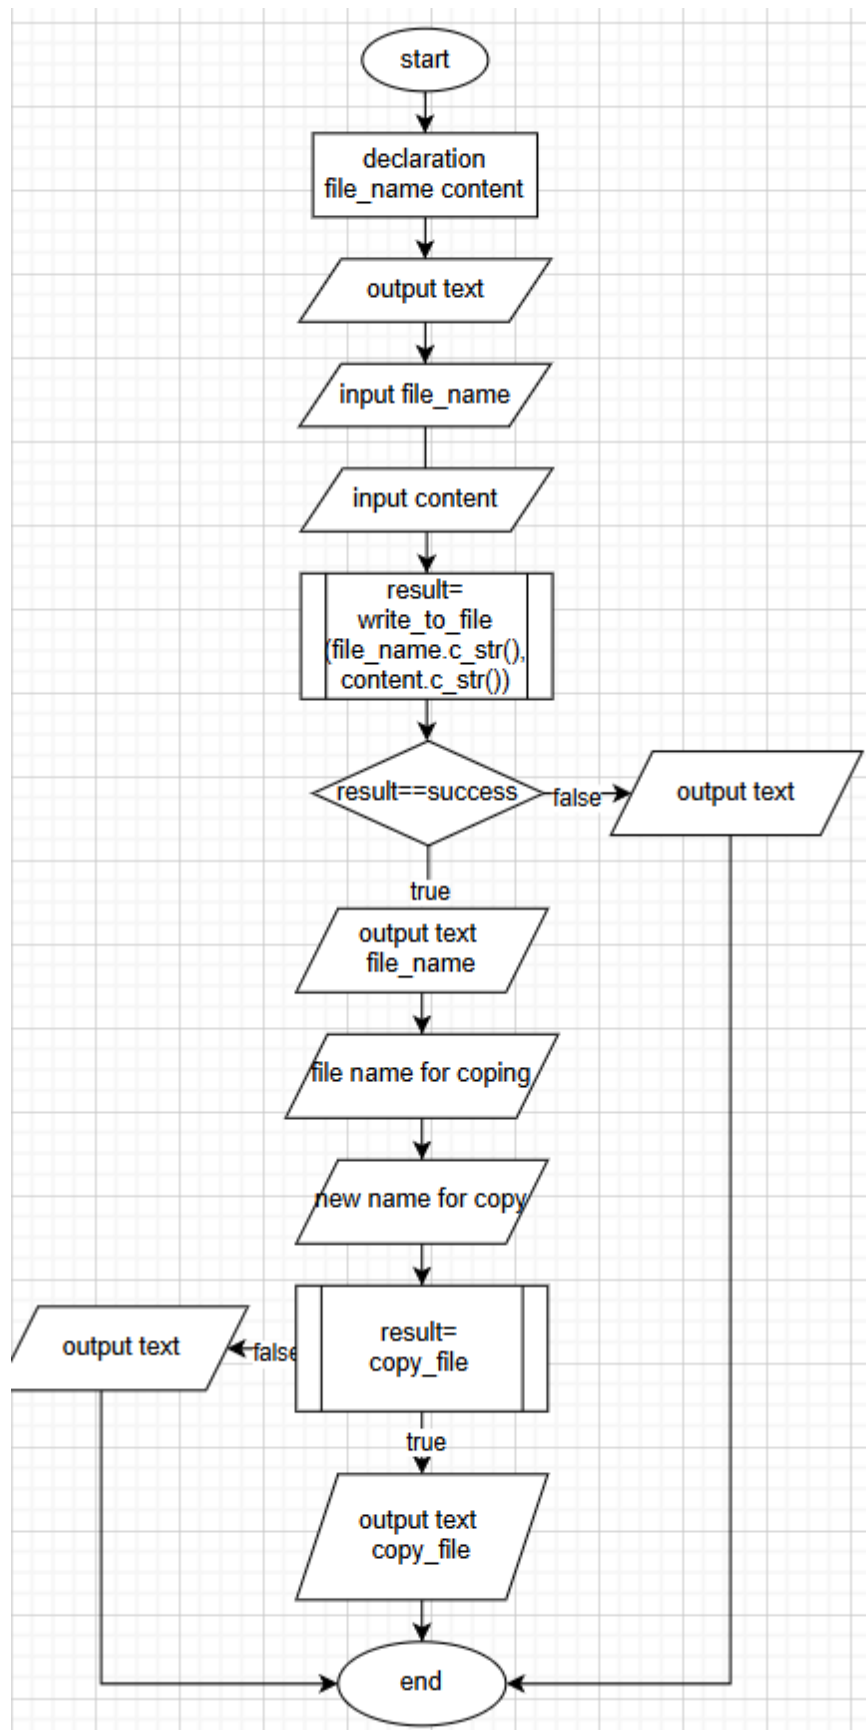 start
declaration
file_name content
output text
input file_name
input content
result=
write_to_file
(file_name.c_str(),
content.c_str())
result==success
false
output text
true
output text
file_name
file name for coping
new name for copy
result=
copy_file
false
output text
true
output text
copy_file
end